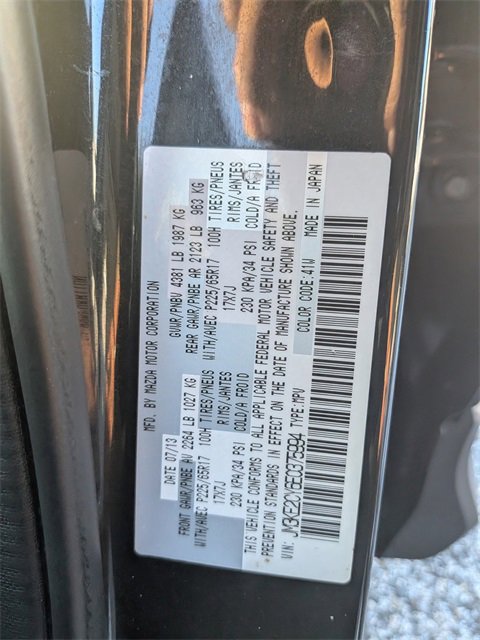 MFD. BY MAZDA MOTOR CORPORATION
DATE 07/13 GVWR/PNBV 4381 LB 1987 KG
FRONT GAWR/PNBE AV 2264 LB 1027 KG REAR GAWR/PNBE AR 2123 LB 963 KG
WITH/AVEC P225/65R17 100H TIRES/PNEUS WITH/AVEC P225/65R17 100H TIRES/PNEUS
17X7J RIMS/JANTES 17X7J RIMS/JANTES
230 KPA/34 PSI COLD/A FROID 230 KPA/34 PSI COLD/A FROID
THIS VEHICLE CONFORMS TO ALL APPLICABLE FEDERAL MOTOR VEHICLE SAFETY AND THEFT
PREVENTION STANDARDS IN EFFECT ON THE DATE OF MANUFACTURE SHOWN ABOVE.
VIN: JM3KE2CY6E0375994 TYPE:MPV COLOR CODE:41W MADE IN JAPAN